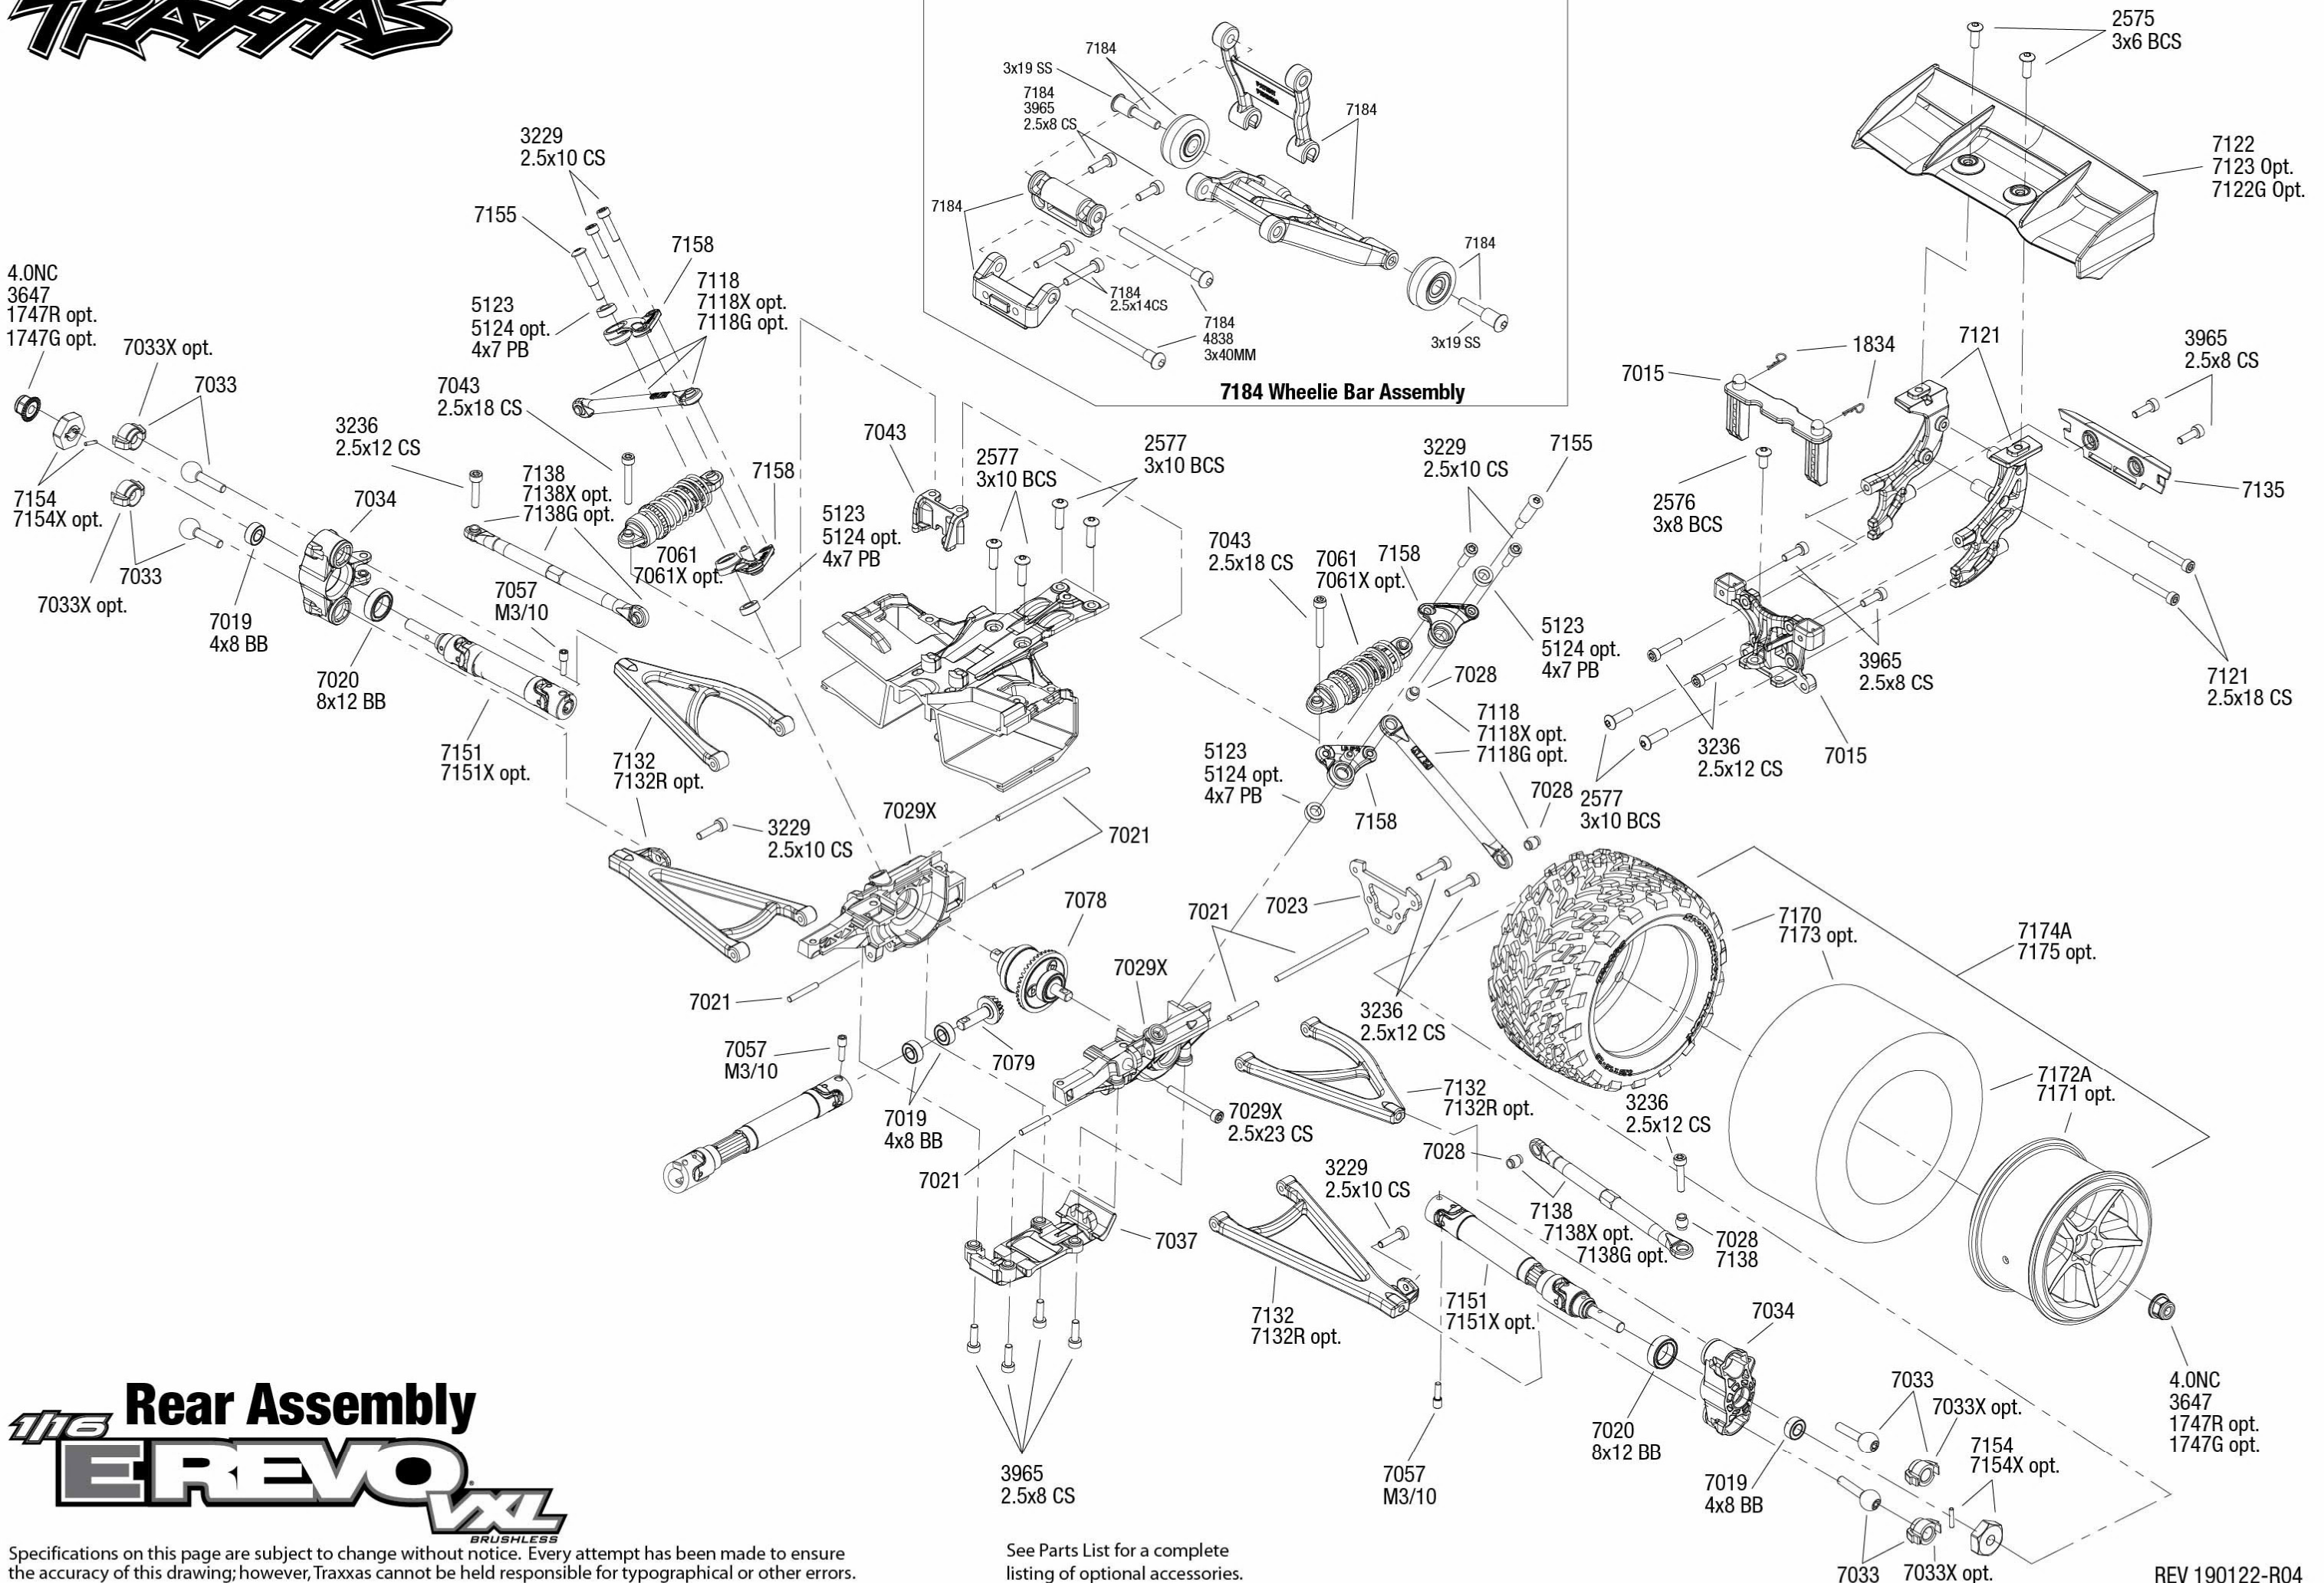 TRAXXAS
7184
3x19 SS
7184
3965
2.5x8 CS
7184
7184
7184
2.5x14CS
7184
4838
3x40MM
7184
3x19 SS
7184 Wheelie Bar Assembly
2575
3x6 BCS
7122
7123 Opt.
7122G Opt.
3229
2.5x10 CS
7155
7158
7118
7118X opt.
7118G opt.
5123
5124 opt.
4x7 PB
4.0NC
3647
1747R opt.
1747G opt.
7033X opt.
7033
7043
2.5x18 CS
3236
2.5x12 CS
7154
7154X opt.
7033
7033X opt.
7034
7138
7138X opt.
7138G opt.
7158
7061
7061X opt.
5123
5124 opt.
4x7 PB
7019
4x8 BB
7020
8x12 BB
7057
M3/10
7151
7151X opt.
7132
7132R opt.
7043
2577
3x10 BCS
2577
3x10 BCS
3229
2.5x10 CS
7155
7043
2.5x18 CS
7061
7061X opt.
7158
5123
5124 opt.
4x7 PB
7028
7118
7118X opt.
7118G opt.
5123
5124 opt.
4x7 PB
7158
7028
1834
7015
7121
3965
2.5x8 CS
7135
2576
3x8 BCS
3965
2.5x8 CS
7121
2.5x18 CS
3236
2.5x12 CS
7015
2577
3x10 BCS
3229
2.5x10 CS
7029X
7021
7078
7021
7023
7021
7029X
3236
2.5x12 CS
7170
7173 opt.
7174A
7175 opt.
7057
M3/10
7079
7019
4x8 BB
7029X
2.5x23 CS
7021
7132
7132R opt.
7172A
7171 opt.
3236
2.5x12 CS
7028
7138
7138X opt.
7138G opt.
7028
7138
3229
2.5x10 CS
7037
7132
7132R opt.
7151
7151X opt.
7034
3965
2.5x8 CS
7057
M3/10
7020
8x12 BB
7019
4x8 BB
7033
7033X opt.
7154
7154X opt.
7033
7033X opt.
4.0NC
3647
1747R opt.
1747G opt.
Rear Assembly
1/16
E REVO
VXL
BRUSHLESS
Specifications on this page are subject to change without notice. Every attempt has been made to ensure
the accuracy of this drawing; however, Traxxas cannot be held responsible for typographical or other errors.
See Parts List for a complete
listing of optional accessories.
REV 190122-R04